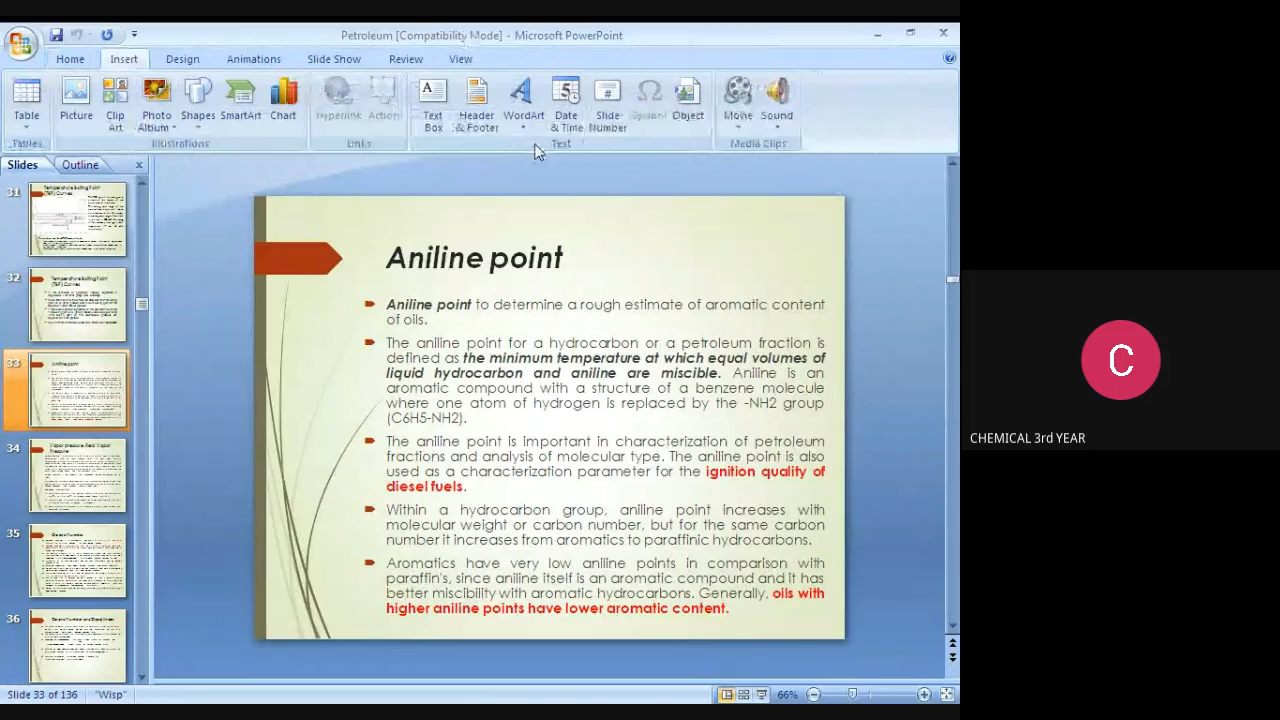 Petroleum [Compatibility Mode] - Microsoft PowerPoint
Home Insert Design Animations Slide Show Review View
Table Picture Clip Art Photo Album Shapes SmartArt Chart Hyperlink Action Text Box Header & Footer WordArt Date & Time Slide Number Symbol Object Movie Sound
Tables Illustrations Links Text Media Clips
Slides Outline
31
32
33
34
35
36
Aniline point
Aniline point to determine a rough estimate of aromatic content
of oils.
The aniline point for a hydrocarbon or a petroleum fraction is
defined as the minimum temperature at which equal volumes of
liquid hydrocarbon and aniline are miscible. Aniline is an
aromatic compound with a structure of a benzene molecule
where one atom of hydrogen is replaced by the -NH2 group
(C6H5-NH2).
The aniline point is important in characterization of petroleum
fractions and analysis of molecular type. The aniline point is also
used as a characterization parameter for the ignition quality of
diesel fuels.
Within a hydrocarbon group, aniline point increases with
molecular weight or carbon number, but for the same carbon
number it increases from aromatics to paraffinic hydrocarbons.
Aromatics have very low aniline points in comparison with
paraffin's, since aniline itself is an aromatic compound and it has
better miscibility with aromatic hydrocarbons. Generally, oils with
higher aniline points have lower aromatic content.
Slide 33 of 136 "Wisp" 66%
C
CHEMICAL 3rd YEAR